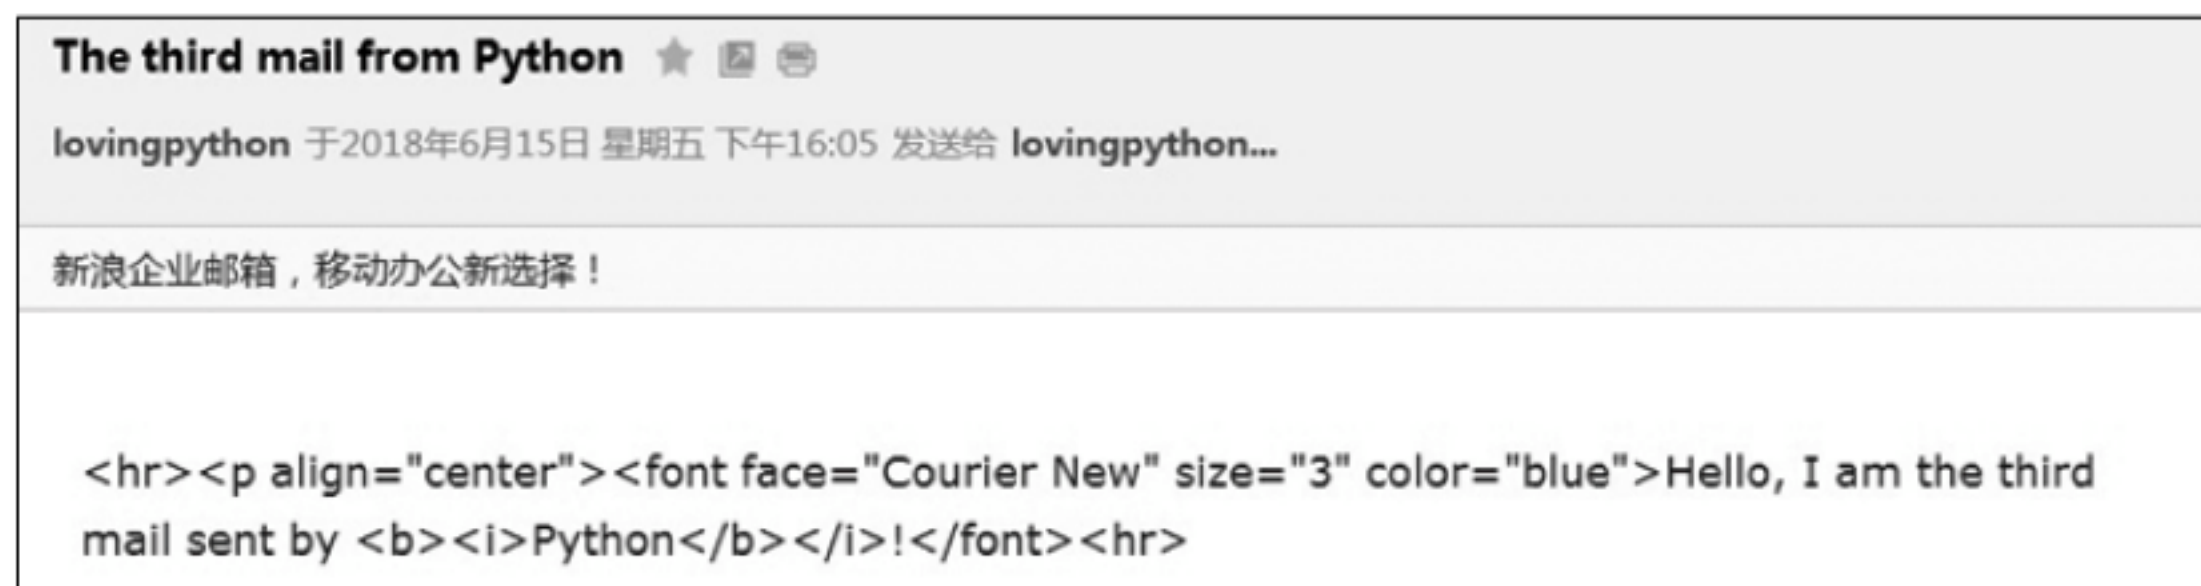 The third mail from Python
lovingpython 于2018年6月15日 星期五 下午16:05 发送给 lovingpython...
新浪企业邮箱，移动办公新选择！
<hr><p align="center"><font face="Courier New" size="3" color="blue">Hello, I am the third
mail sent by <b><i>Python</b></i>!</font><hr>